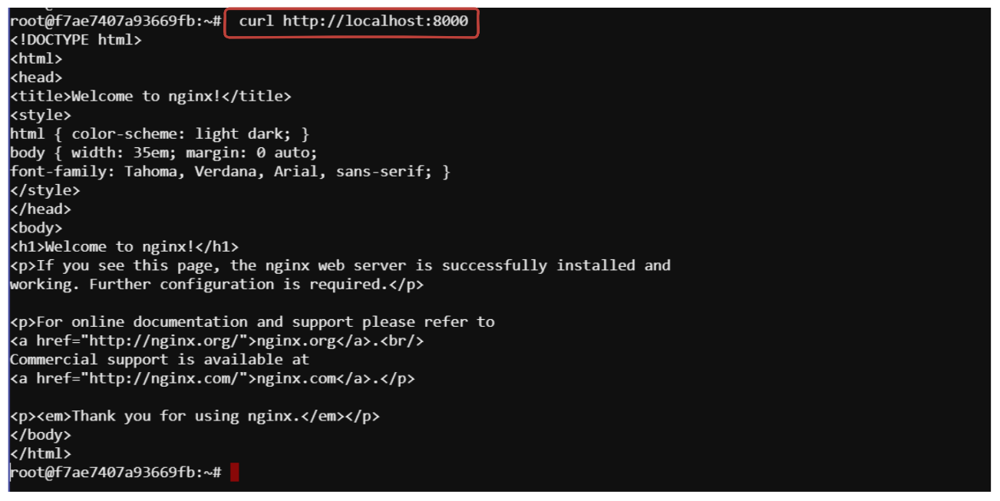 root@f7ae7407a93669fb:~# curl http://localhost:8000
<!DOCTYPE html>
<html>
<head>
<title>Welcome to nginx!</title>
<style>
html { color-scheme: light dark; }
body { width: 35em; margin: 0 auto;
font-family: Tahoma, Verdana, Arial, sans-serif; }
</style>
</head>
<body>
<h1>Welcome to nginx!</h1>
<p>If you see this page, the nginx web server is successfully installed and
working. Further configuration is required.</p>

<p>For online documentation and support please refer to
<a href="http://nginx.org/">nginx.org</a>.<br/>
Commercial support is available at
<a href="http://nginx.com/">nginx.com</a>.</p>

<p><em>Thank you for using nginx.</em></p>
</body>
</html>
root@f7ae7407a93669fb:~#